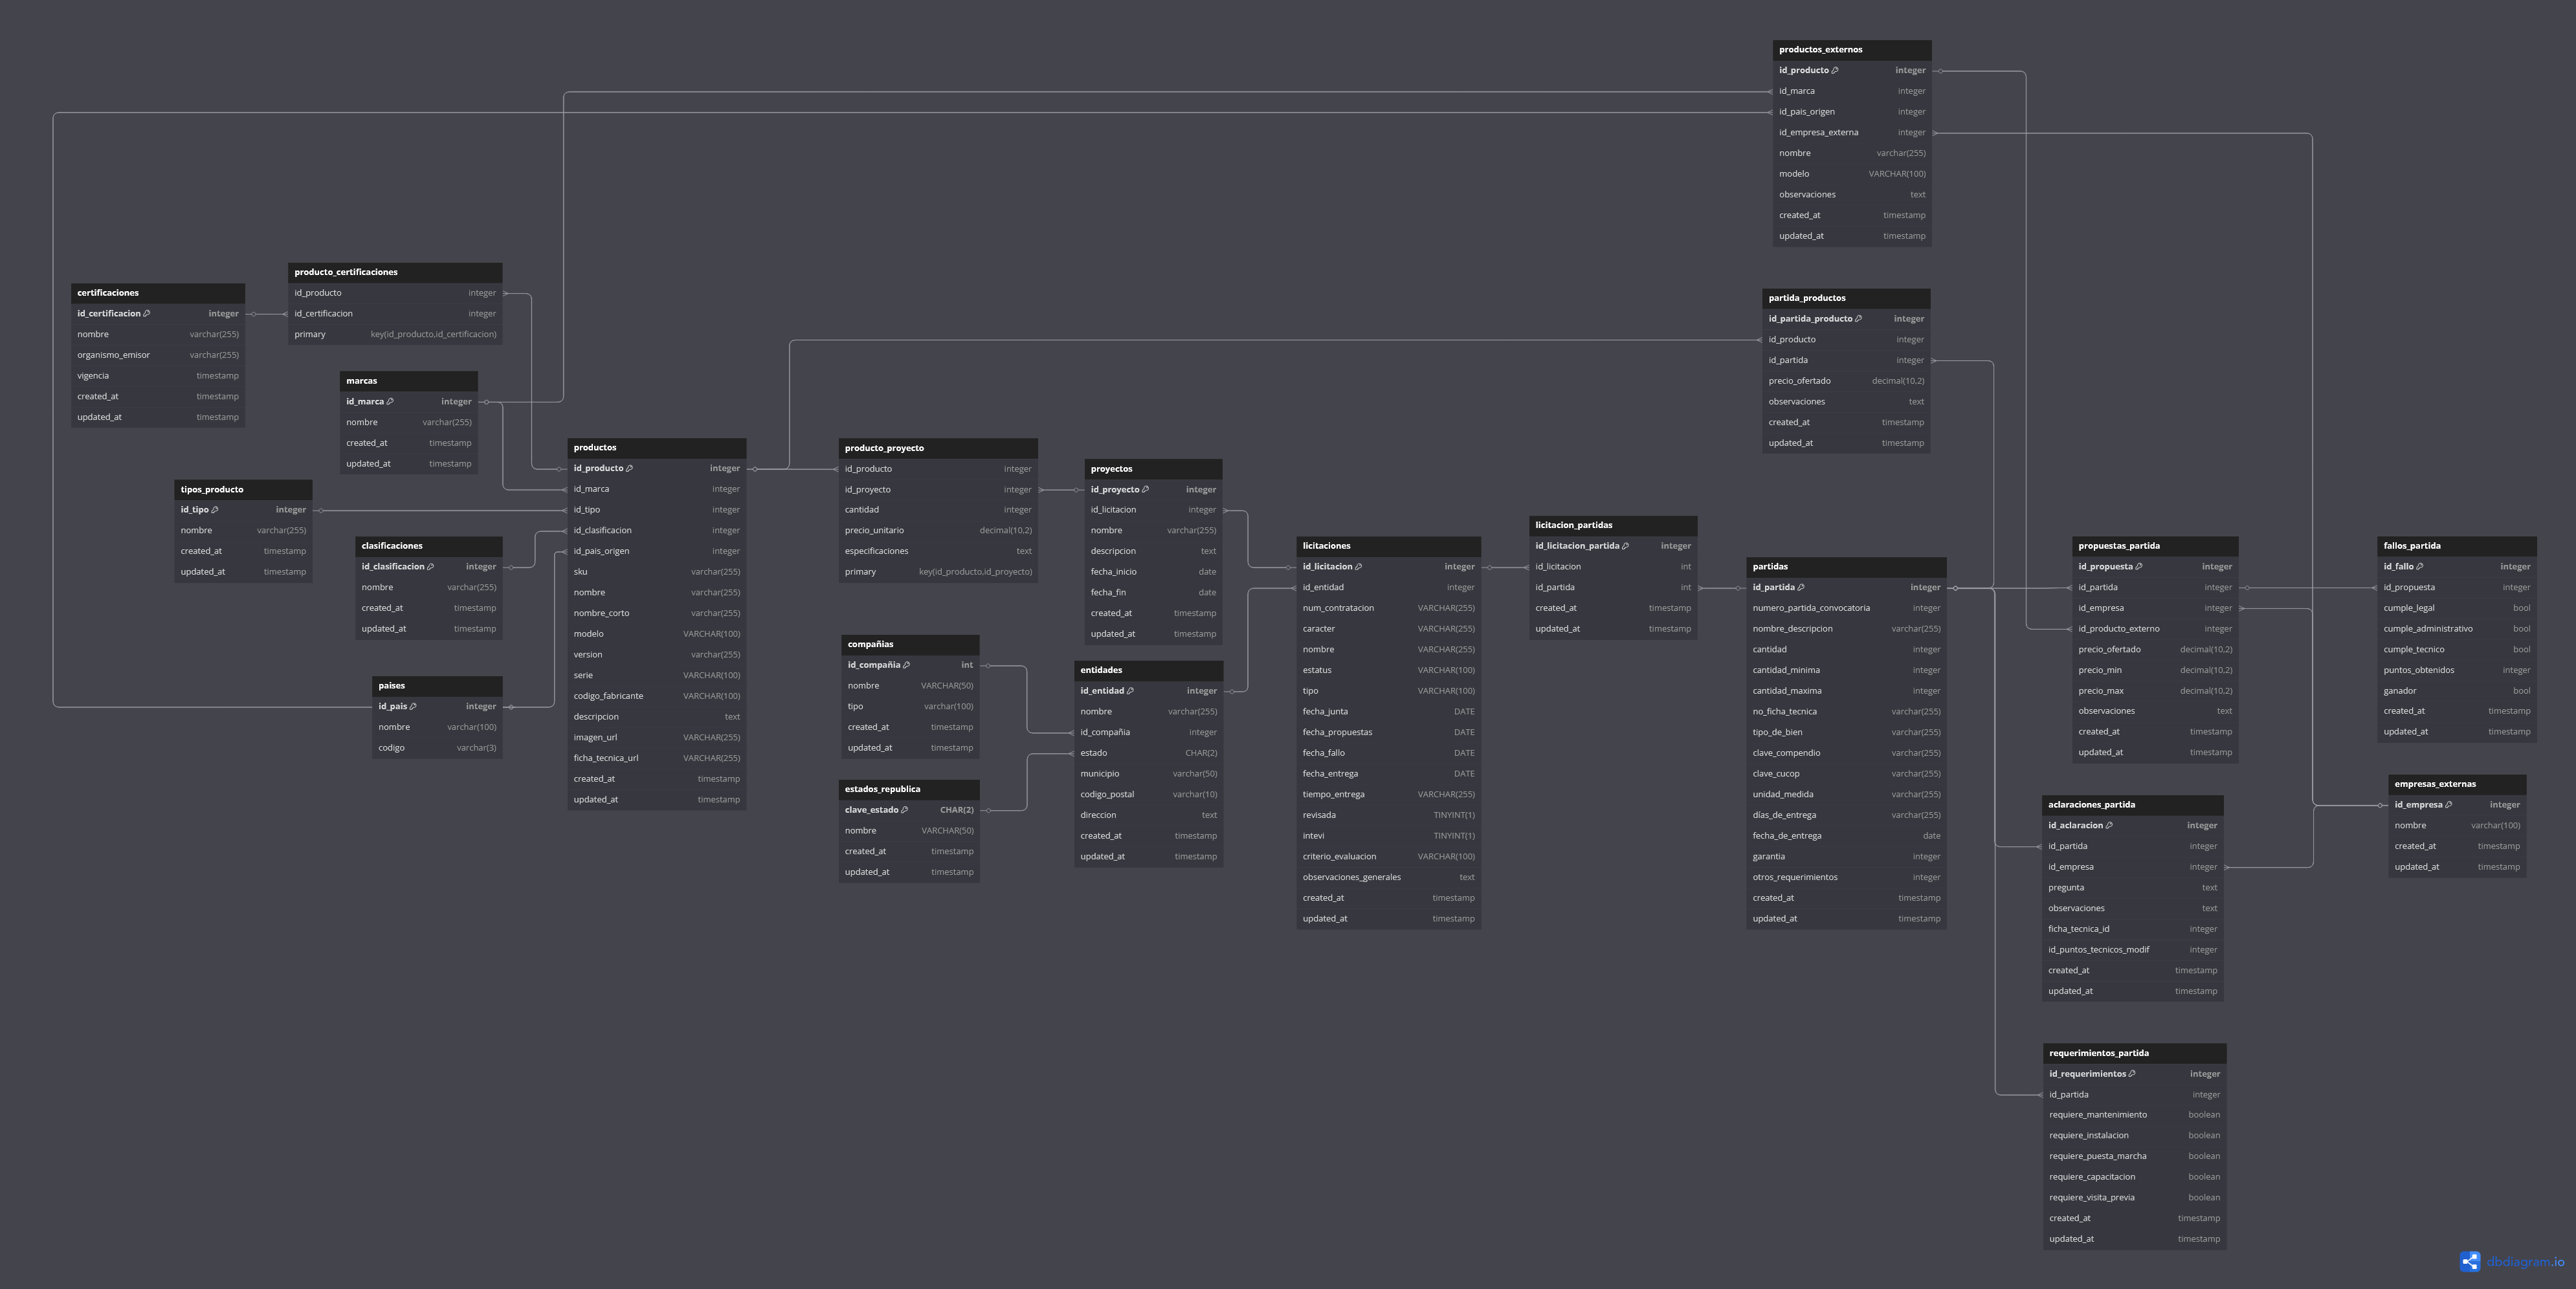 productos_externos
id_producto integer
id_marca integer
id_pais_origen integer
id_empresa_externa integer
nombre varchar(255)
modelo VARCHAR(100)
observaciones text
created_at timestamp
updated_at timestamp
producto_certificaciones
id_producto integer
id_certificacion integer
primary key(id_producto,id_certificacion)
certificaciones
id_certificacion integer
nombre varchar(255)
organismo_emisor varchar(255)
vigencia timestamp
created_at timestamp
updated_at timestamp
partida_productos
id_partida_producto integer
id_producto integer
id_partida integer
precio_ofertado decimal(10,2)
observaciones text
created_at timestamp
updated_at timestamp
marcas
id_marca integer
nombre varchar(255)
created_at timestamp
updated_at timestamp
tipos_producto
id_tipo integer
nombre varchar(255)
created_at timestamp
updated_at timestamp
clasificaciones
id_clasificacion integer
nombre varchar(255)
created_at timestamp
updated_at timestamp
paises
id_pais integer
nombre varchar(100)
codigo varchar(3)
productos
id_producto integer
id_marca integer
id_tipo integer
id_clasificacion integer
id_pais_origen integer
sku varchar(255)
nombre varchar(255)
nombre_corto varchar(255)
modelo VARCHAR(100)
version varchar(255)
serie VARCHAR(100)
codigo_fabricante VARCHAR(100)
descripcion text
imagen_url VARCHAR(255)
ficha_tecnica_url VARCHAR(255)
created_at timestamp
updated_at timestamp
producto_proyecto
id_producto integer
id_proyecto integer
cantidad integer
precio_unitario decimal(10,2)
especificaciones text
primary key(id_producto,id_proyecto)
proyectos
id_proyecto integer
id_licitacion integer
nombre varchar(255)
descripcion text
fecha_inicio date
fecha_fin date
created_at timestamp
updated_at timestamp
compañias
id_compañia int
nombre VARCHAR(50)
tipo varchar(100)
created_at timestamp
updated_at timestamp
estados_republica
clave_estado CHAR(2)
nombre VARCHAR(50)
created_at timestamp
updated_at timestamp
entidades
id_entidad integer
nombre varchar(255)
id_compañia integer
estado CHAR(2)
municipio varchar(50)
codigo_postal varchar(10)
direccion text
created_at timestamp
updated_at timestamp
licitaciones
id_licitacion integer
id_entidad integer
num_contratacion VARCHAR(255)
caracter VARCHAR(255)
nombre VARCHAR(255)
estatus VARCHAR(100)
tipo VARCHAR(100)
fecha_junta DATE
fecha_propuestas DATE
fecha_fallo DATE
fecha_entrega DATE
tiempo_entrega VARCHAR(255)
revisada TINYINT(1)
intevi TINYINT(1)
criterio_evaluacion VARCHAR(100)
observaciones_generales text
created_at timestamp
updated_at timestamp
licitacion_partidas
id_licitacion_partida integer
id_licitacion int
id_partida int
created_at timestamp
updated_at timestamp
partidas
id_partida integer
numero_partida_convocatoria integer
nombre_descripcion varchar(255)
cantidad integer
cantidad_minima integer
cantidad_maxima integer
no_ficha_tecnica varchar(255)
tipo_de_bien varchar(255)
clave_compendio varchar(255)
clave_cucop varchar(255)
unidad_medida varchar(255)
días_de_entrega varchar(255)
fecha_de_entrega date
garantia integer
otros_requerimientos integer
created_at timestamp
updated_at timestamp
propuestas_partida
id_propuesta integer
id_partida integer
id_empresa integer
id_producto_externo integer
precio_ofertado decimal(10,2)
precio_min decimal(10,2)
precio_max decimal(10,2)
observaciones text
created_at timestamp
updated_at timestamp
fallos_partida
id_fallo integer
id_propuesta integer
cumple_legal bool
cumple_administrativo bool
cumple_tecnico bool
puntos_obtenidos integer
ganador bool
created_at timestamp
updated_at timestamp
empresas_externas
id_empresa integer
nombre varchar(100)
created_at timestamp
updated_at timestamp
aclaraciones_partida
id_aclaracion integer
id_partida integer
id_empresa integer
pregunta text
observaciones text
ficha_tecnica_id integer
id_puntos_tecnicos_modif integer
created_at timestamp
updated_at timestamp
requerimientos_partida
id_requerimientos integer
id_partida integer
requiere_mantenimiento boolean
requiere_instalacion boolean
requiere_puesta_marcha boolean
requiere_capacitacion boolean
requiere_visita_previa boolean
created_at timestamp
updated_at timestamp
dbdiagram.io